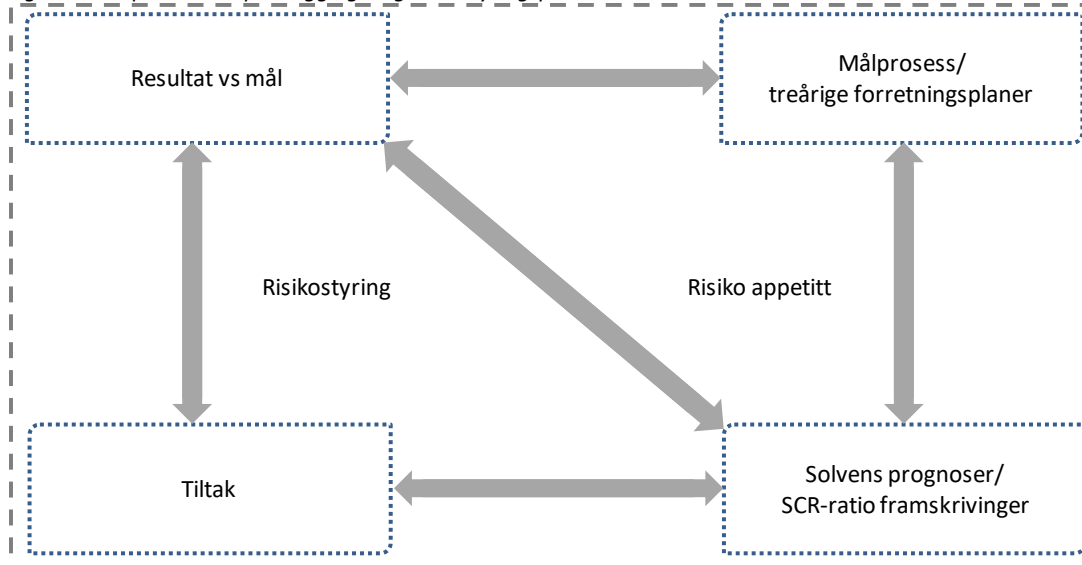 Resultat vs mål
Målprosess/
treårige forretningsplaner
Risikostyring
Risiko appetitt
Tiltak
Solvens prognoser/
SCR-ratio framskrivinger